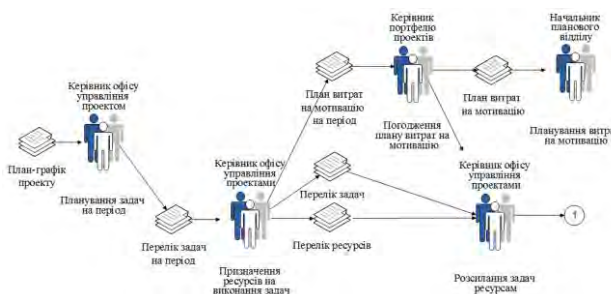 Керівник
портфелю
проектів
Начальник
планового
відділу
План витрат
на мотивацію
на період
План витрат
на мотивацію
Погодження
плану витрат на
мотивацію
Планування витрат
на мотивацію
Керівник офісу
управління
проектом
План-графік
проекту
Планування задач
на період
Перелік задач
на період
Керівник офісу
управління
проектами
Призначення
ресурсів на
виконання задач
Перелік задач
Перелік ресурсів
Керівник офісу
управління
проектами
Розсилання задач
ресурсам
1